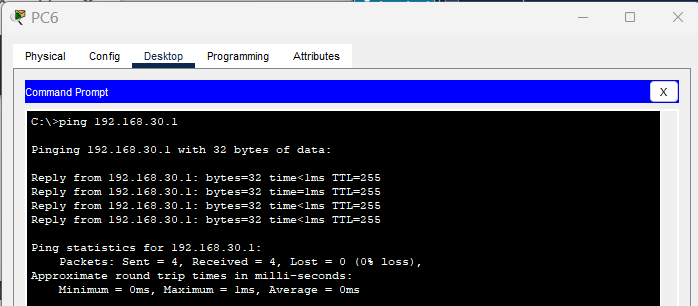 PC6
Physical Config Desktop Programming Attributes
Command Prompt
X
C:\>ping 192.168.30.1
Pinging 192.168.30.1 with 32 bytes of data:
Reply from 192.168.30.1: bytes=32 time<1ms TTL=255
Reply from 192.168.30.1: bytes=32 time=1ms TTL=255
Reply from 192.168.30.1: bytes=32 time<1ms TTL=255
Reply from 192.168.30.1: bytes=32 time<1ms TTL=255
Ping statistics for 192.168.30.1:
Packets: Sent = 4, Received = 4, Lost = 0 (0% loss),
Approximate round trip times in milli-seconds:
Minimum = 0ms, Maximum = 1ms, Average = 0ms